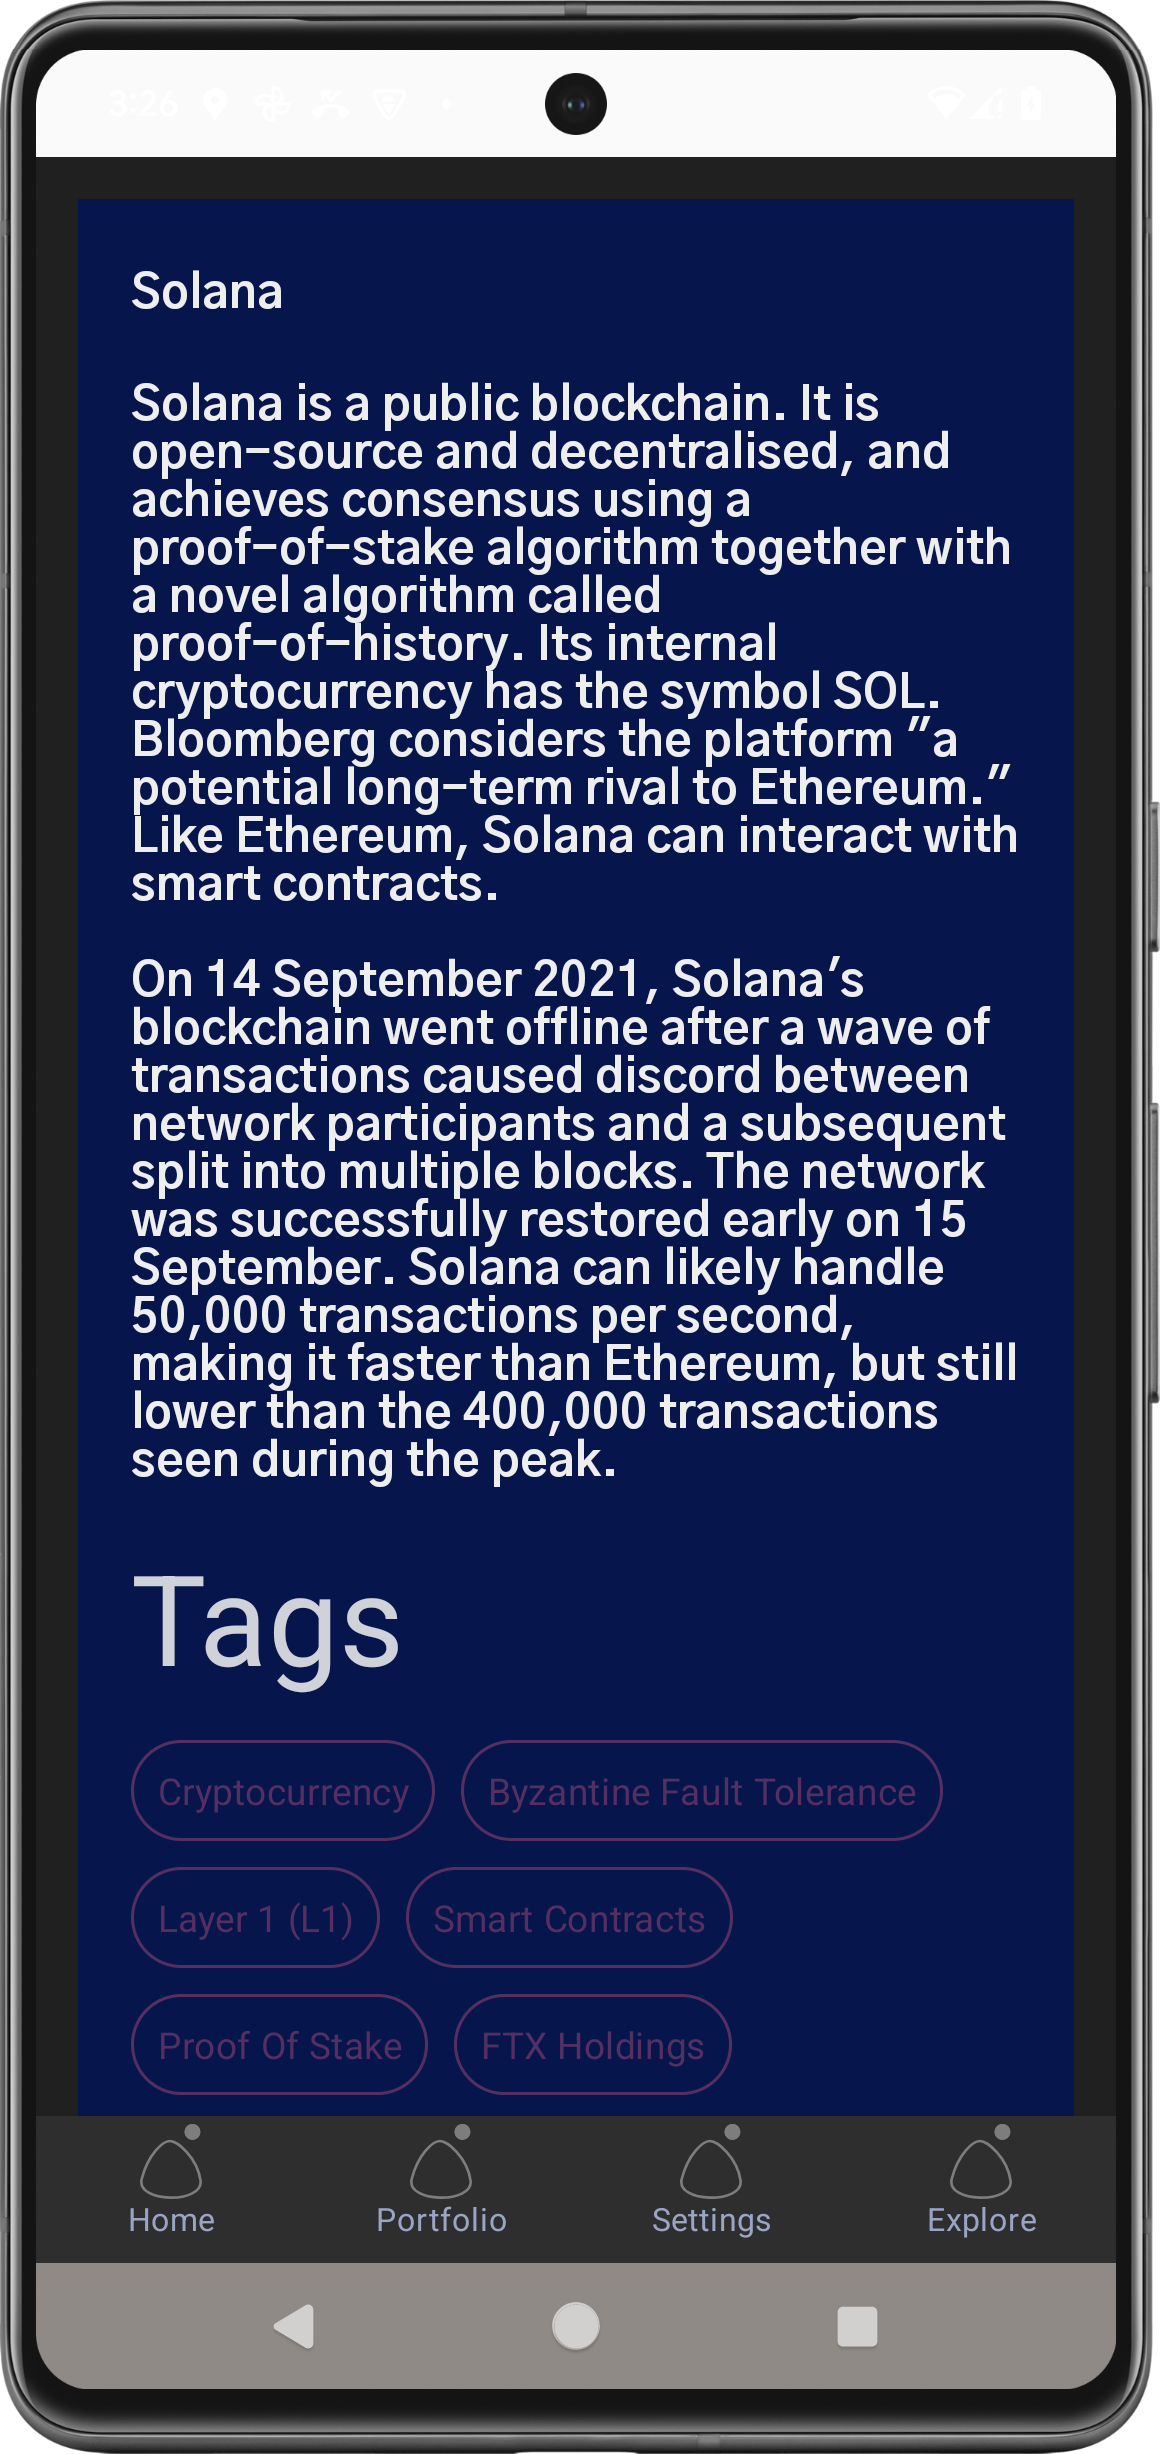 3:26
Solana
Solana is a public blockchain. It is
open-source and decentralised, and
achieves consensus using a
proof-of-stake algorithm together with
a novel algorithm called
proof-of-history. Its internal
cryptocurrency has the symbol SOL.
Bloomberg considers the platform "a
potential long-term rival to Ethereum."
Like Ethereum, Solana can interact with
smart contracts.
On 14 September 2021, Solana's
blockchain went offline after a wave of
transactions caused discord between
network participants and a subsequent
split into multiple blocks. The network
was successfully restored early on 15
September. Solana can likely handle
50,000 transactions per second,
making it faster than Ethereum, but still
lower than the 400,000 transactions
seen during the peak.
Tags
Cryptocurrency Byzantine Fault Tolerance
Layer 1 (L1) Smart Contracts
Proof Of Stake FTX Holdings
Home Portfolio Settings Explore